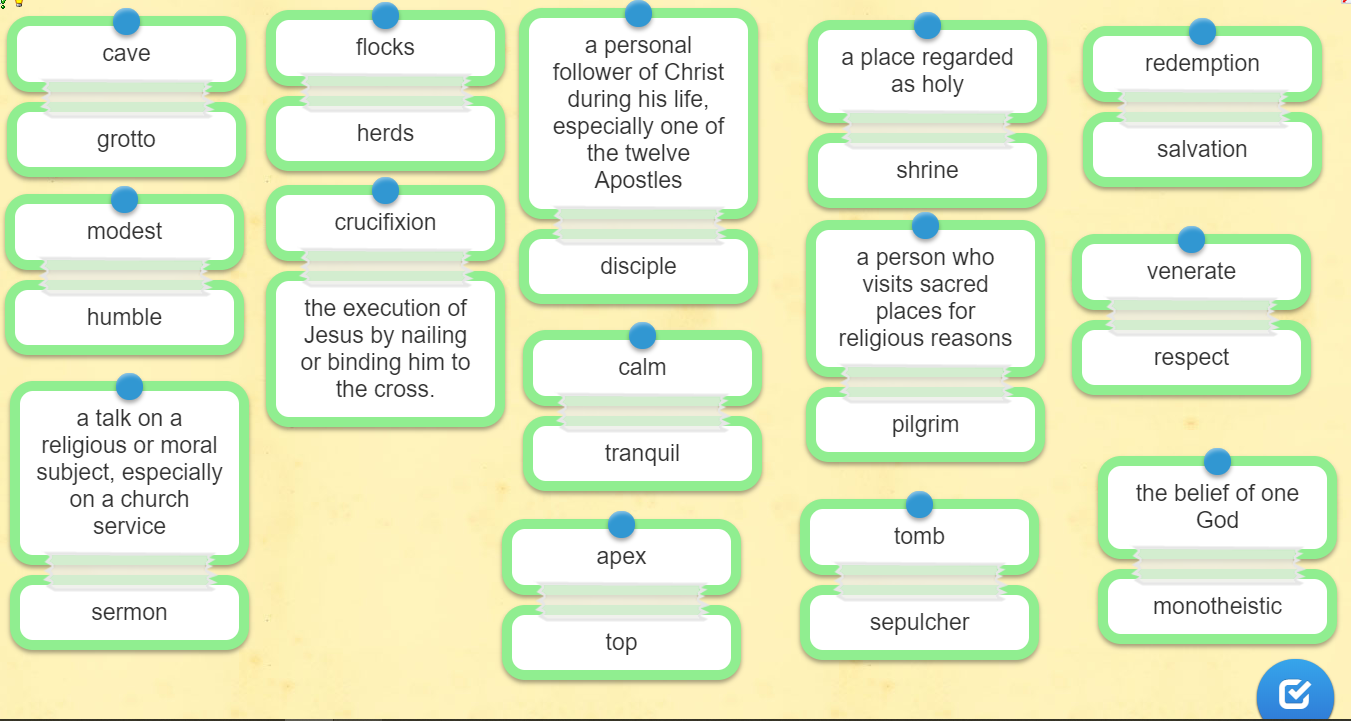 cave
grotto
modest
humble
a talk on a
religious or moral
subject, especially
on a church
service
sermon
flocks
herds
crucifixion
the execution of
Jesus by nailing
or binding him to
the cross.
a personal
follower of Christ
during his life,
especially one of
the twelve
Apostles
disciple
calm
tranquil
apex
top
a place regarded
as holy
shrine
a person who
visits sacred
places for
religious reasons
pilgrim
tomb
sepulcher
redemption
salvation
venerate
respect
the belief of one
God
monotheistic